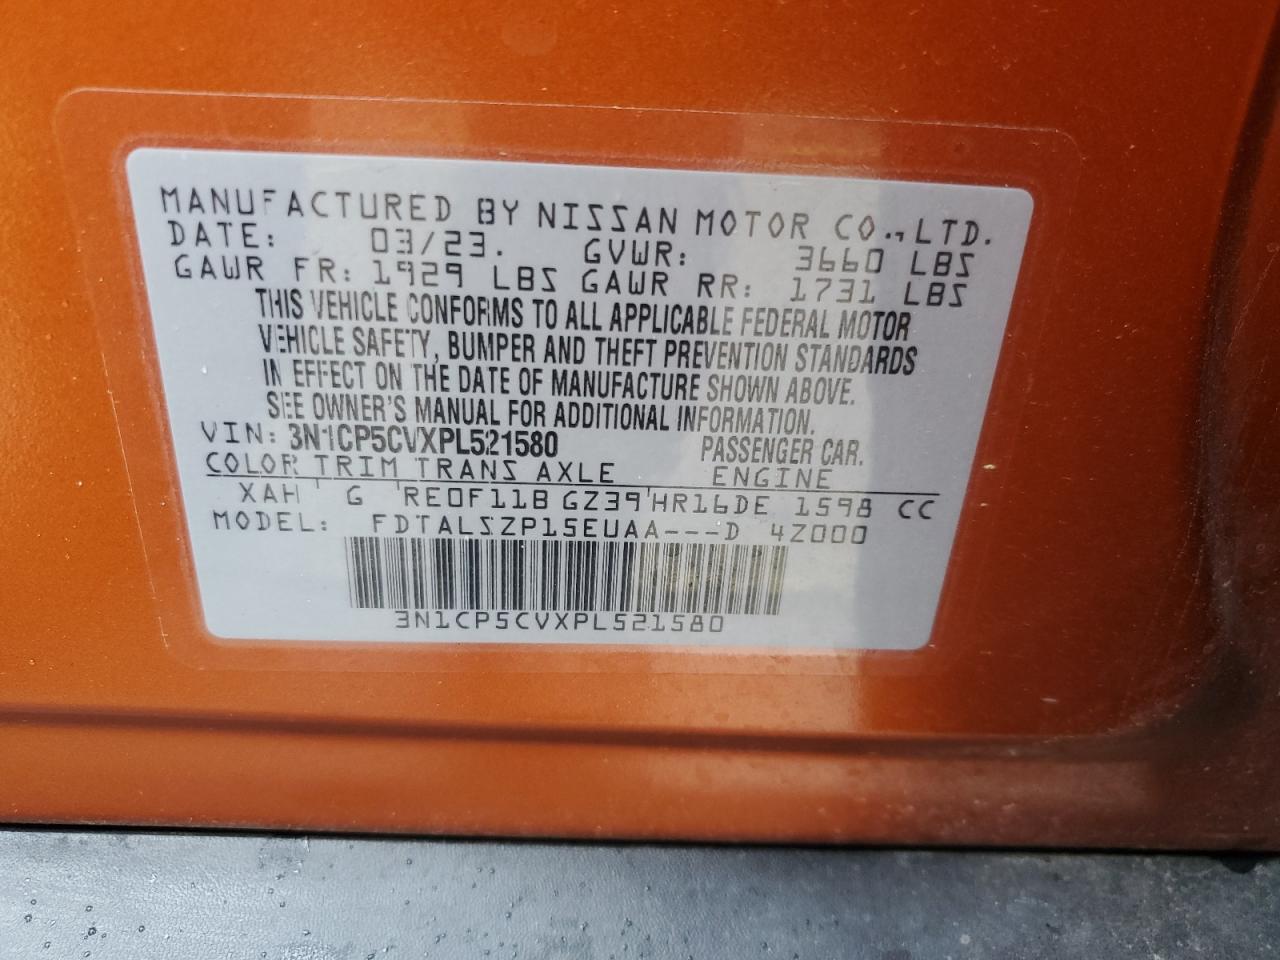 MANUFACTURED BY NISSAN MOTOR CO., LTD.
DATE: 03/23. GVWR: 3660 LBS
GAWR FR: 1929 LBS GAWR RR: 1731 LBS
THIS VEHICLE CONFORMS TO ALL APPLICABLE FEDERAL MOTOR
VEHICLE SAFETY, BUMPER AND THEFT PREVENTION STANDARDS
IN EFFECT ON THE DATE OF MANUFACTURE SHOWN ABOVE.
SEE OWNER'S MANUAL FOR ADDITIONAL INFORMATION.
VIN: 3N1CP5CVXPL521580 PASSENGER CAR.
COLOR TRIM TRANS AXLE ENGINE
XAH G RE0F11B GZ39 HR16DE 1598 CC
MODEL: FDTALSZP15EUAA---D 4Z000
3N1CP5CVXPL521580